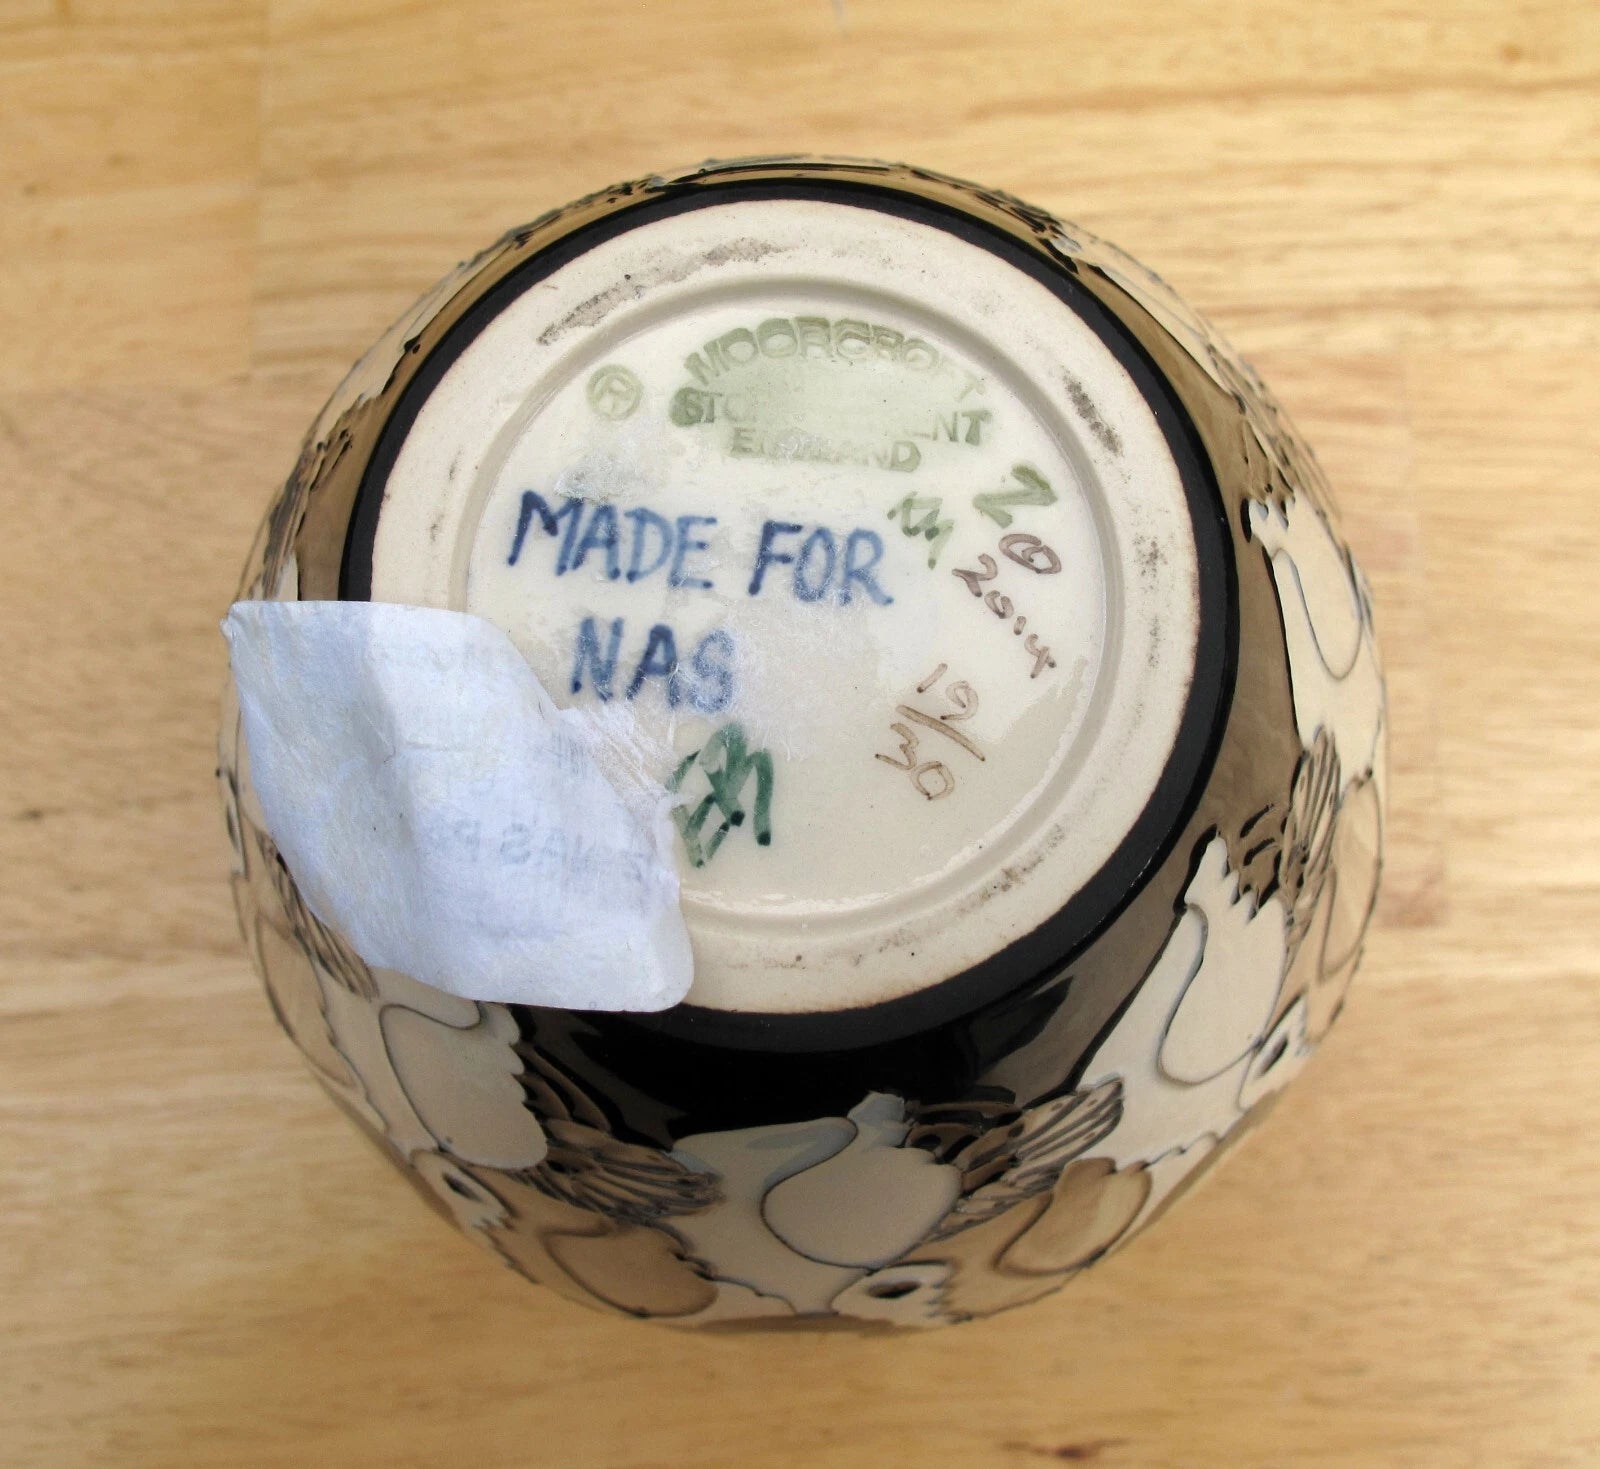 ®
MOORCROFT
STOKE ON TRENT
ENGLAND
MADE FOR
NAS
2014
19/30